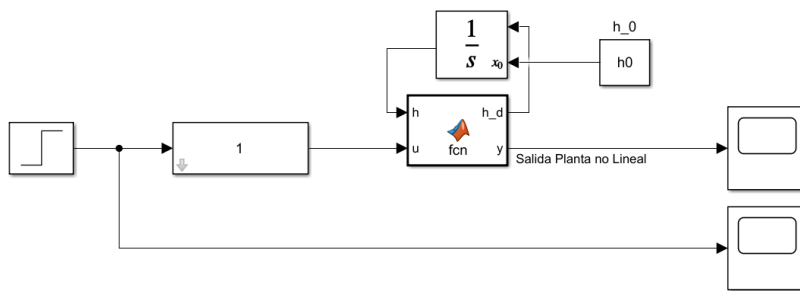 h_0
1
s
x0
h0
h
h_d
1
u
fcn
y
Salida Planta no Lineal